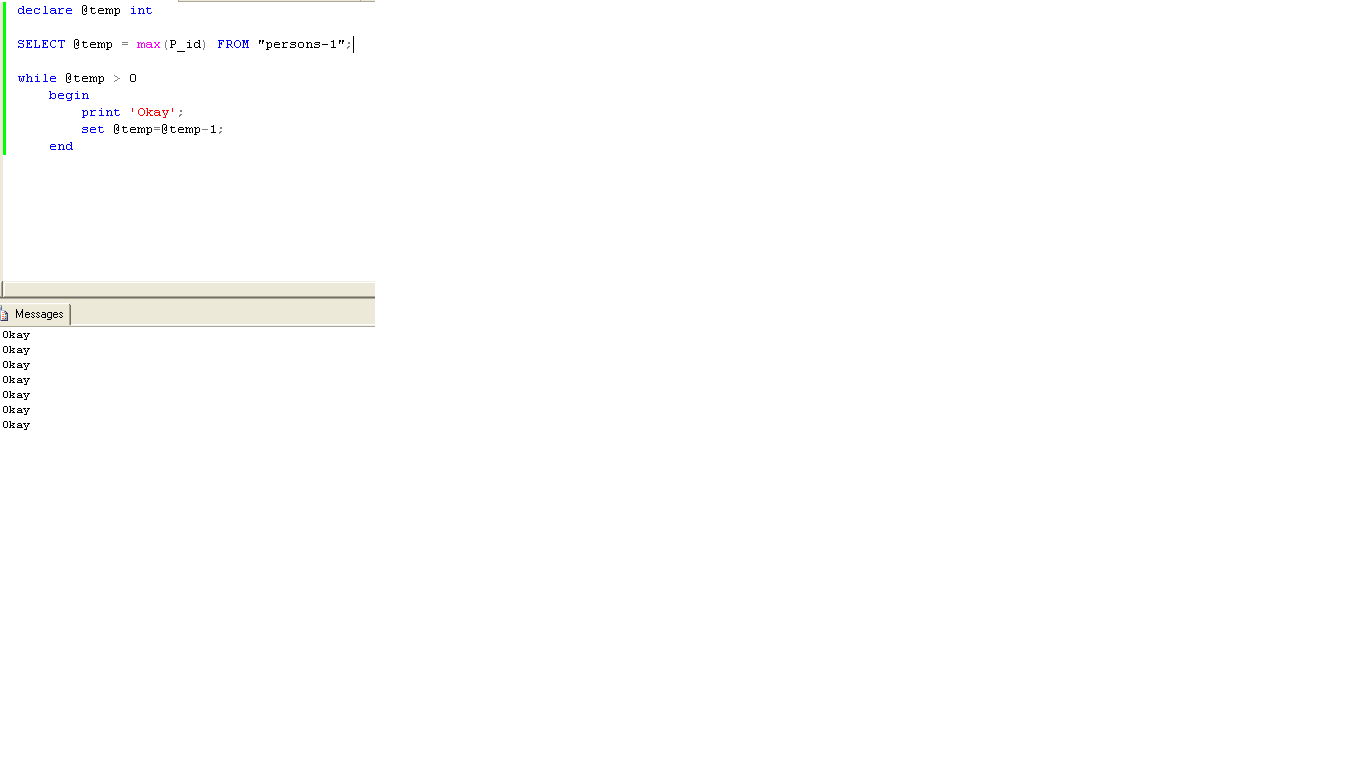 declare @temp int
SELECT @temp = max(P_id) FROM "persons-1";
while @temp > 0
begin
print 'Okay';
set @temp=@temp-1;
end
Messages
Okay
Okay
Okay
Okay
Okay
Okay
Okay